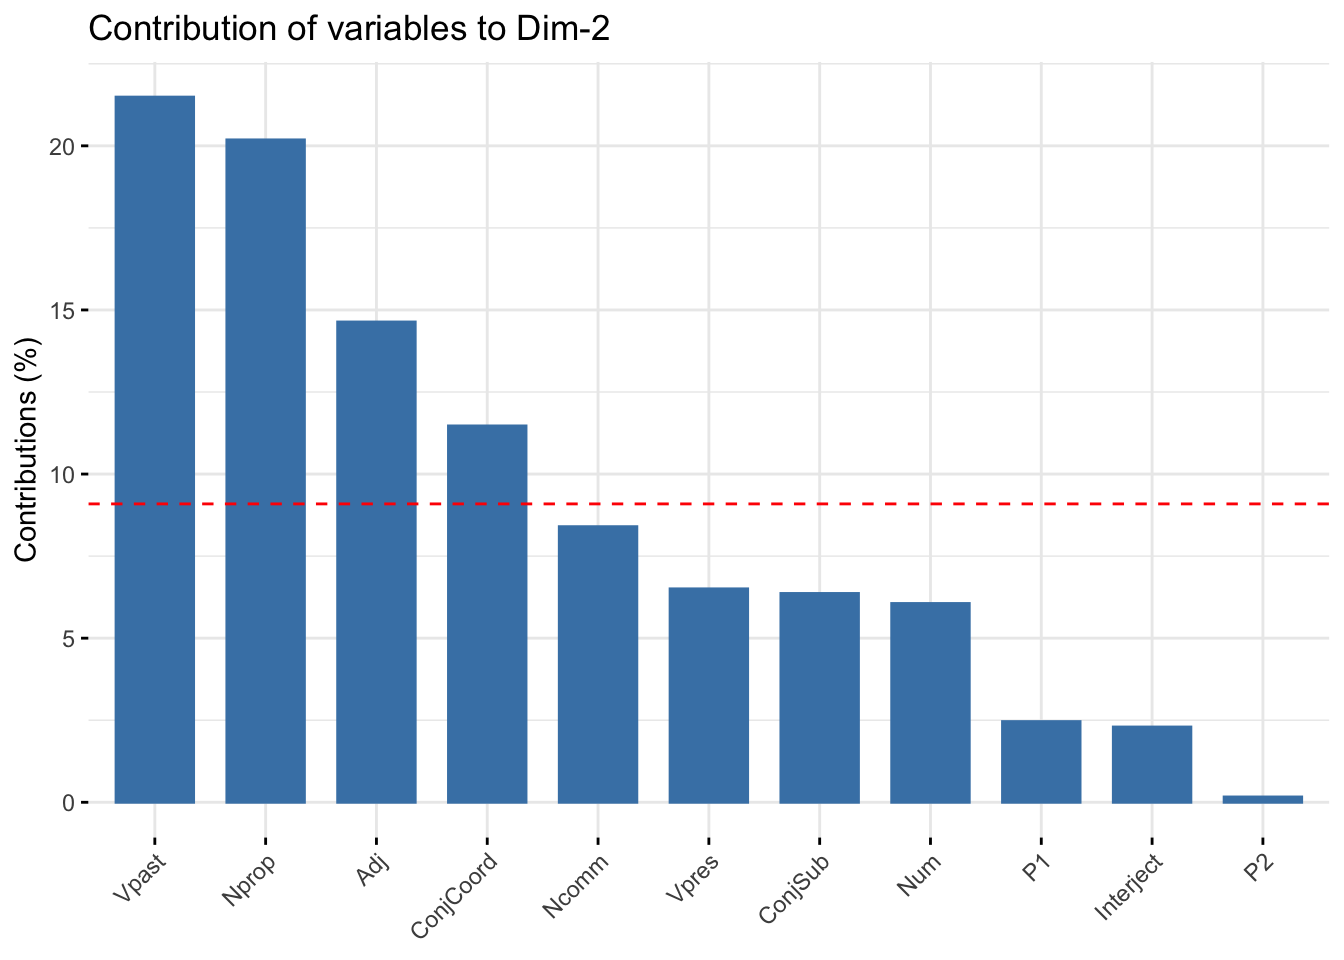 Contribution of variables to Dim-2
Contributions (%)
20
15
10
5
0
Vpast
Nprop
Adj
ConjCoord
Ncomm
Vpres
ConjSub
Num
P1
Interject
P2